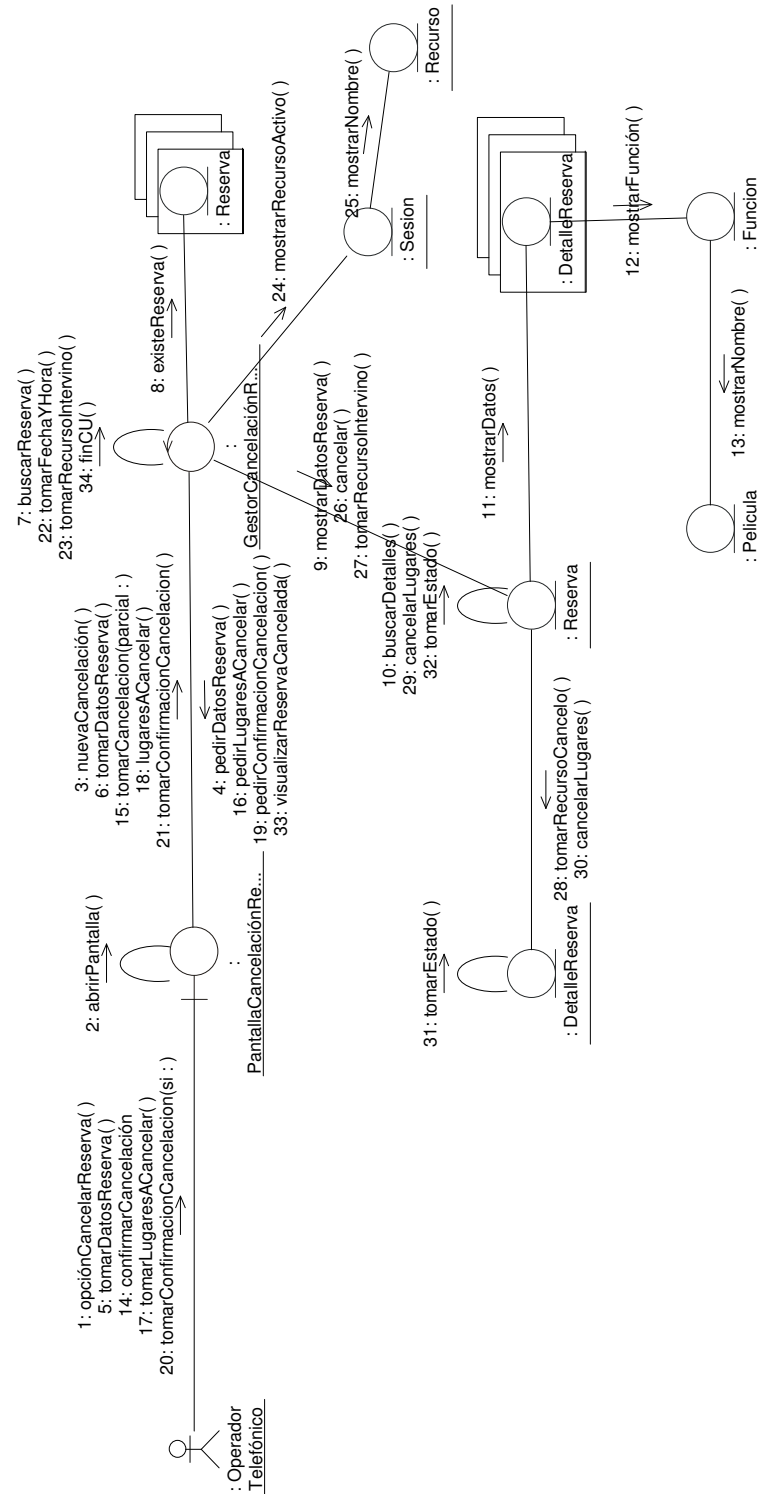 : Operador
Telefónico
1: opciónCancelarReserva( )
5: tomarDatosReserva( )
14: confirmarCancelación
17: tomarLugaresACancelar( )
20: tomarConfirmacionCancelacion(si : )
2: abrirPantalla( )
:
PantallaCancelaciónRe...
3: nuevaCancelación( )
6: tomarDatosReserva( )
15: tomarCancelacion(parcial : )
18: lugaresACancelar( )
21: tomarConfirmacionCancelacion( )
4: pedirDatosReserva( )
16: pedirLugaresACancelar( )
19: pedirConfirmacionCancelacion( )
33: visualizarReservaCancelada( )
7: buscarReserva( )
22: tomarFechaYHora( )
23: tomarRecursoIntervino( )
34: finCU( )
:
GestorCancelaciónR...
8: existeReserva( )
: Reserva
24: mostrarRecursoActivo( )
: Sesion
25: mostrarNombre( )
: Recurso
9: mostrarDatosReserva( )
26: cancelar( )
27: tomarRecursoIntervino( )
10: buscarDetalles( )
29: cancelarLugares( )
32: tomarEstado( )
: Reserva
11: mostrarDatos( )
: DetalleReserva
12: mostrarFunción( )
: Funcion
13: mostrarNombre( )
: Pelicula
28: tomarRecursoCancelo( )
30: cancelarLugares( )
31: tomarEstado( )
: DetalleReserva